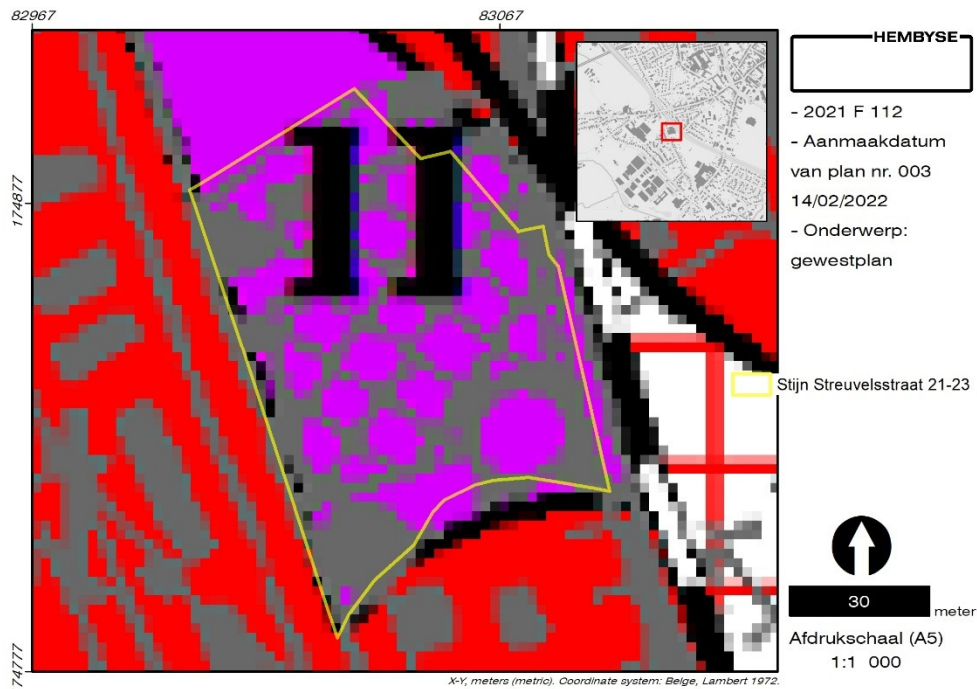 82967
83067
174877
74777
11
HEMBYSE
- 2021 F 112
- Aanmaakdatum
van plan nr. 003
14/02/2022
- Onderwerp:
gewestplan
Stijn Streuvelsstraat 21-23
30
meter
Afdrukschaal (A5)
1:1 000
X-Y, meters (metric). Coordinate system: Belge, Lambert 1972.